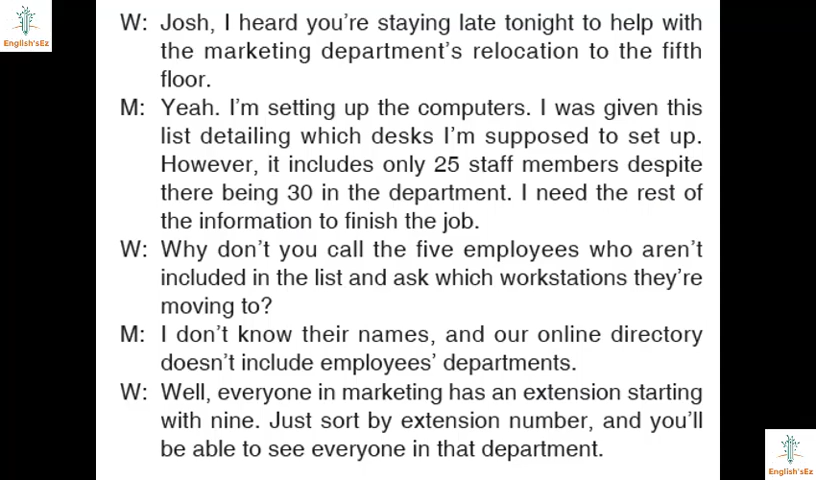 English'sEz
W: Josh, I heard you're staying late tonight to help with
the marketing department's relocation to the fifth
floor.
M: Yeah. I'm setting up the computers. I was given this
list detailing which desks I'm supposed to set up.
However, it includes only 25 staff members despite
there being 30 in the department. I need the rest of
the information to finish the job.
W: Why don't you call the five employees who aren't
included in the list and ask which workstations they're
moving to?
M: I don't know their names, and our online directory
doesn't include employees' departments.
W: Well, everyone in marketing has an extension starting
with nine. Just sort by extension number, and you'll
be able to see everyone in that department.
English'sEz